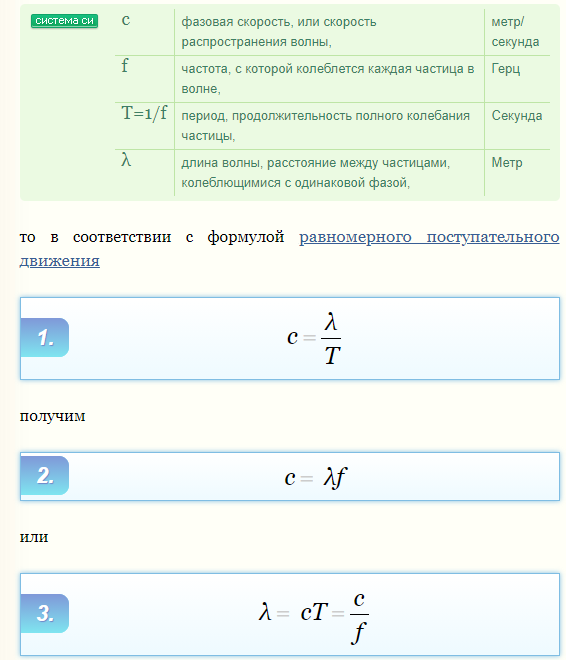 система си
c фазовая скорость, или скорость метр/
распространения волны, секунда
f частота, с которой колеблется каждая частица в Герц
волне,
T=1/f период, продолжительность полного колебания Секунда
частицы,
λ длина волны, расстояние между частицами, Метр
колеблющимися с одинаковой фазой,
то в соответствии с формулой равномерного поступательного
движения
1. c = λ/T
получим
2. c = λf
или
3. λ = cT = c/f